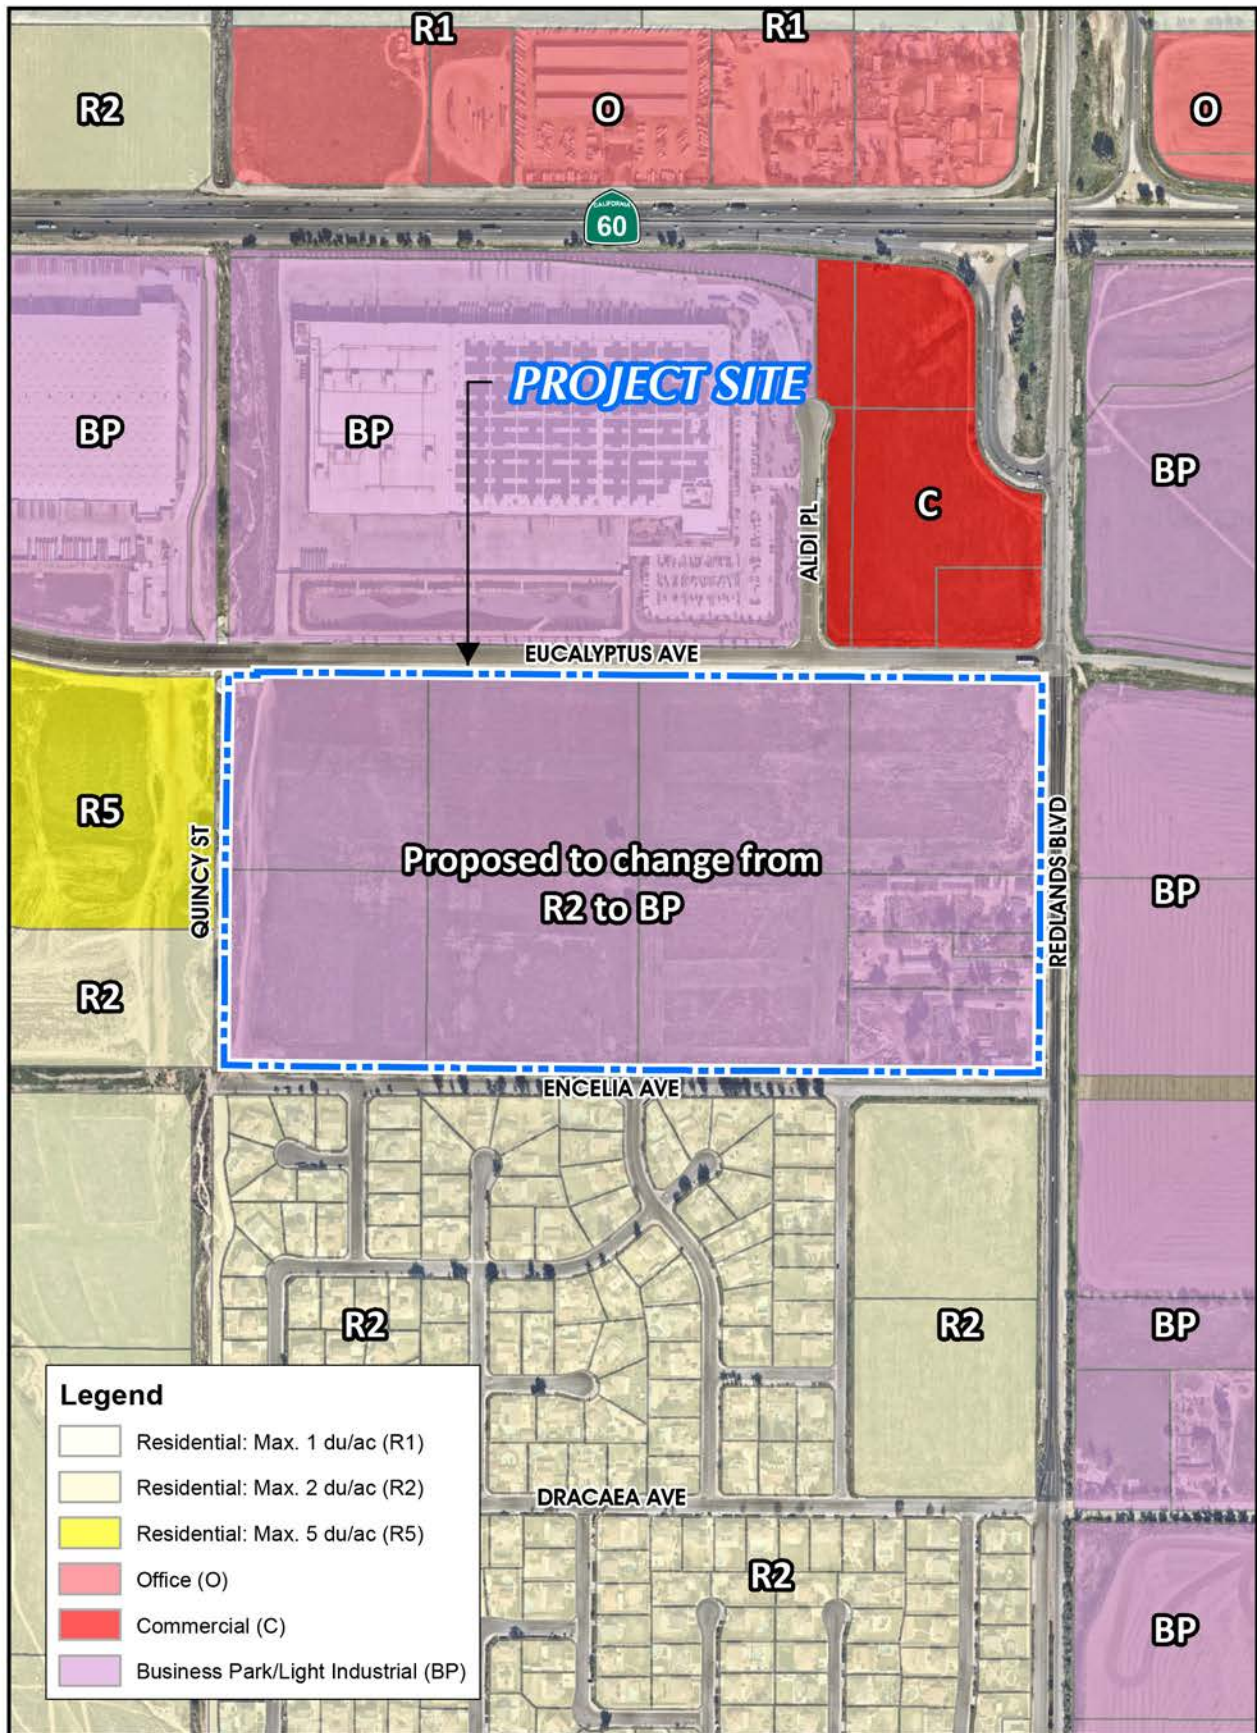 R1
R1
R2
O
O
CALIFORNIA
60
PROJECT SITE
BP
BP
BP
C
ALDI PL
EUCALYPTUS AVE
R5
QUINCY ST
Proposed to change from
R2 to BP
REDLANDS BLVD
BP
R2
ENCELIA AVE
R2
R2
BP
Legend
Residential: Max. 1 du/ac (R1)
Residential: Max. 2 du/ac (R2)
Residential: Max. 5 du/ac (R5)
Office (O)
Commercial (C)
Business Park/Light Industrial (BP)
DRACAEA AVE
R2
BP